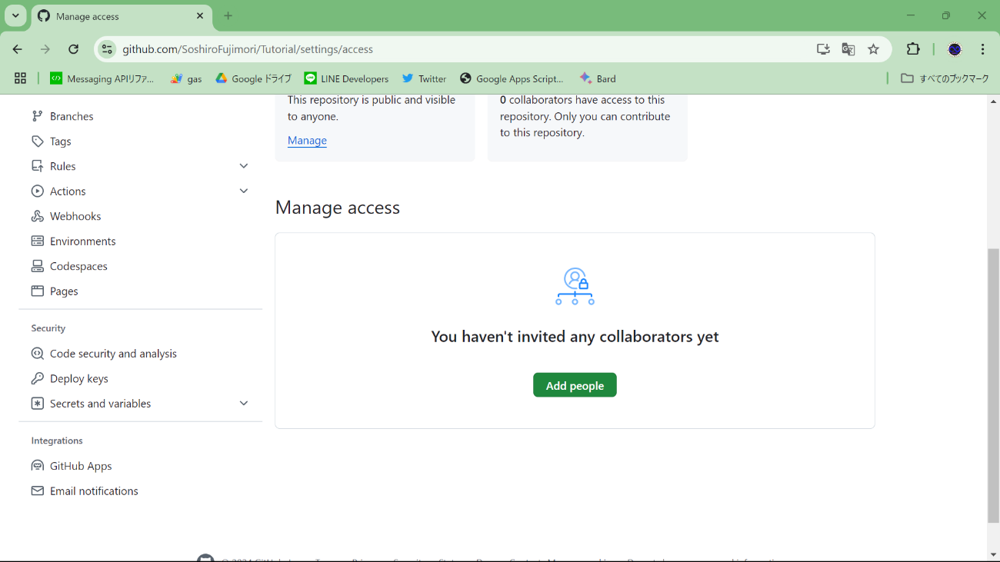 Manage access
github.com/SoshiroFujimori/Tutorial/settings/access
Messaging APIリファ...
gas
Google ドライブ
LINE Developers
Twitter
Google Apps Script...
Bard
すべてのブックマーク
Branches
Tags
Rules
Actions
Webhooks
Environments
Codespaces
Pages
Security
Code security and analysis
Deploy keys
Secrets and variables
Integrations
GitHub Apps
Email notifications
This repository is public and visible
to anyone.
Manage
0 collaborators have access to this
repository. Only you can contribute
to this repository.
Manage access
You haven't invited any collaborators yet
Add people